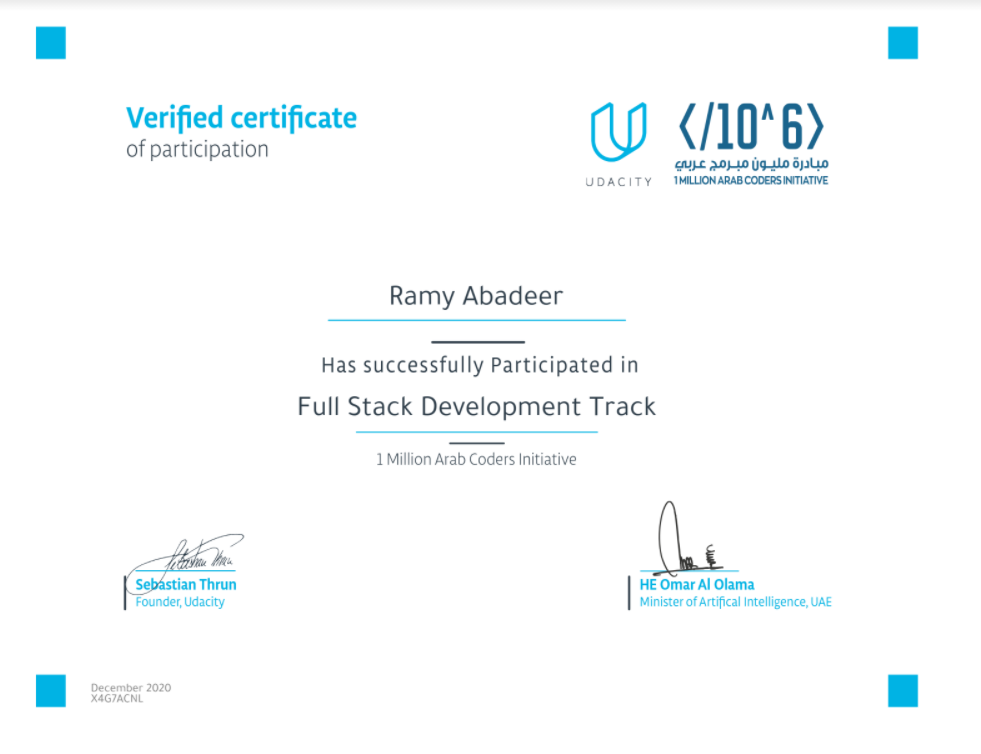 Verified certificate
of participation
UDACITY
</10^6>
مبادرة مليون مبرمج عربي
1 MILLION ARAB CODERS INITIATIVE
Ramy Abadeer
Has successfully Participated in
Full Stack Development Track
1 Million Arab Coders Initiative
Sebastian Thrun
Founder, Udacity
HE Omar Al Olama
Minister of Artifical Intelligence, UAE
December 2020
X4G7ACNL